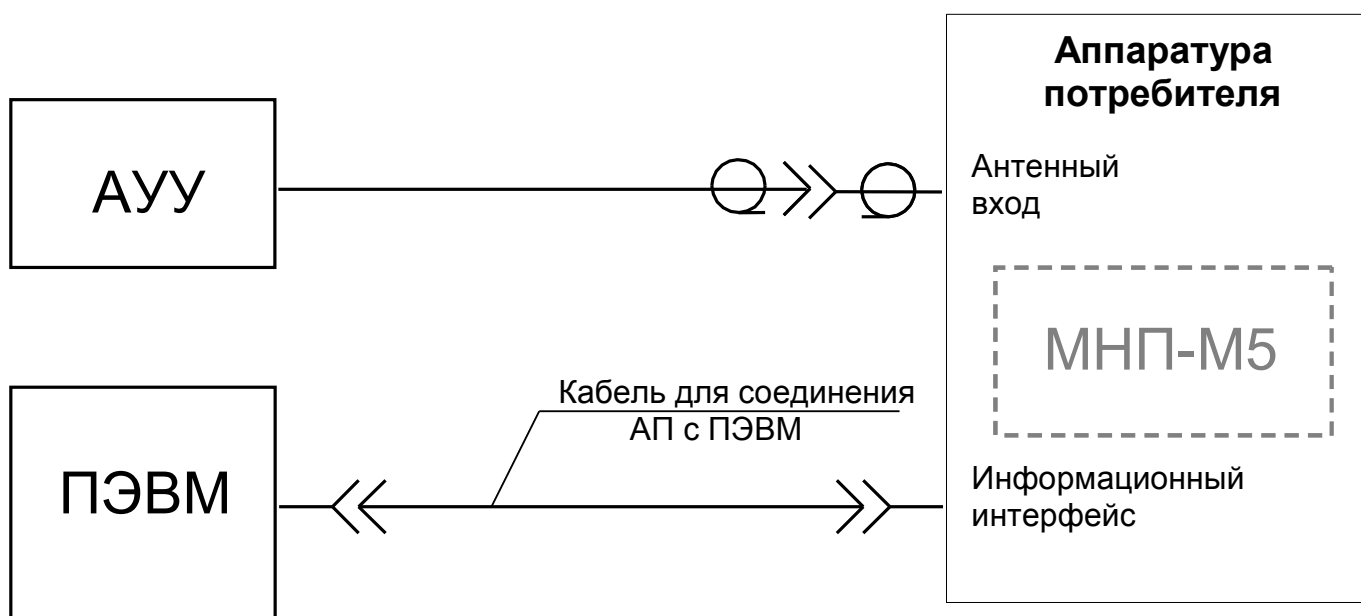 Аппаратура
потребителя
АУУ
Антенный
вход
МНП-М5
Кабель для соединения
АП с ПЭВМ
ПЭВМ
Информационный
интерфейс